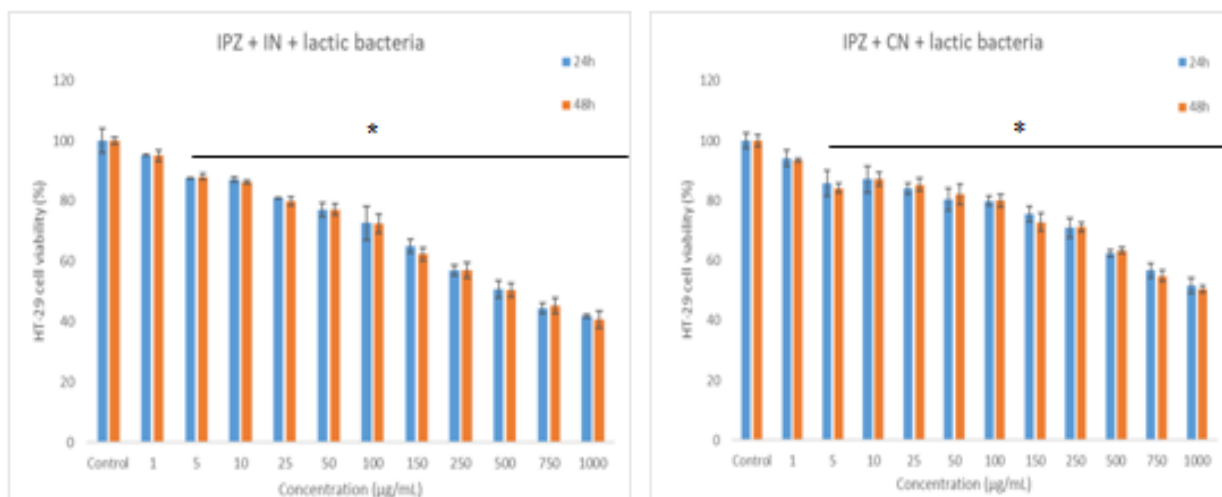 IPZ + IN + lactic bacteria
24h
48h
*
HT-29 cell viability (%)
120
100
80
60
40
20
0
Control 1 5 10 25 50 100 150 250 500 750 1000
Concentration (µg/mL)
IPZ + CN + lactic bacteria
24h
48h
*
HT-29 cell viability (%)
120
100
80
60
40
20
0
Control 1 5 10 25 50 100 150 250 500 750 1000
Concentration (µg/mL)